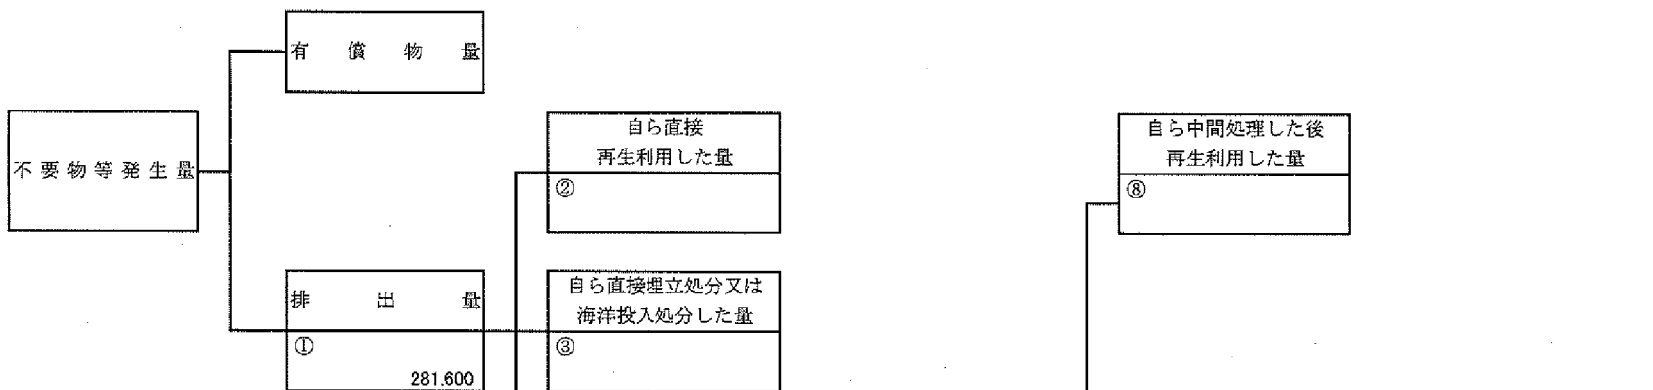 有償物量
不要物等発生量
自ら直接
再生利用した量
②
自ら中間処理した後
再生利用した量
⑧
排出量
①
281.600
自ら直接埋立処分又は
海洋投入処分した量
③